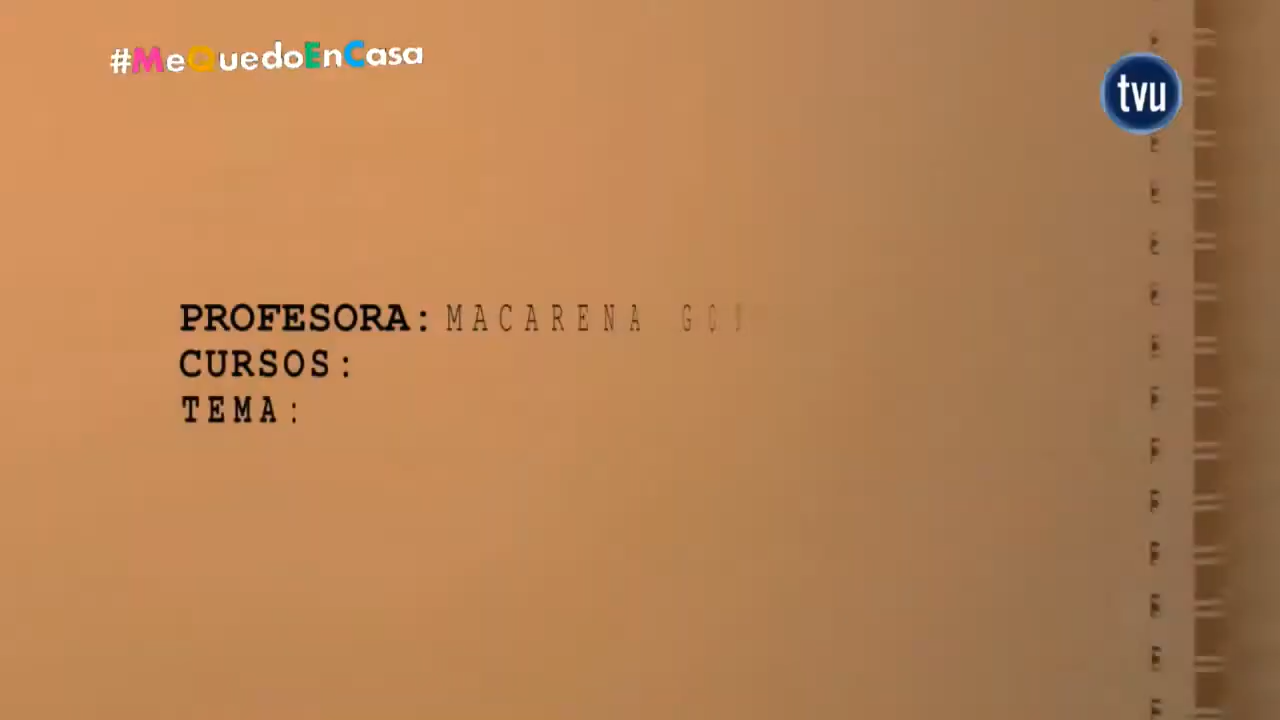 #MeQuedoEnCasa
tvu
PROFESORA: MACARENA
CURSOS:
TEMA: